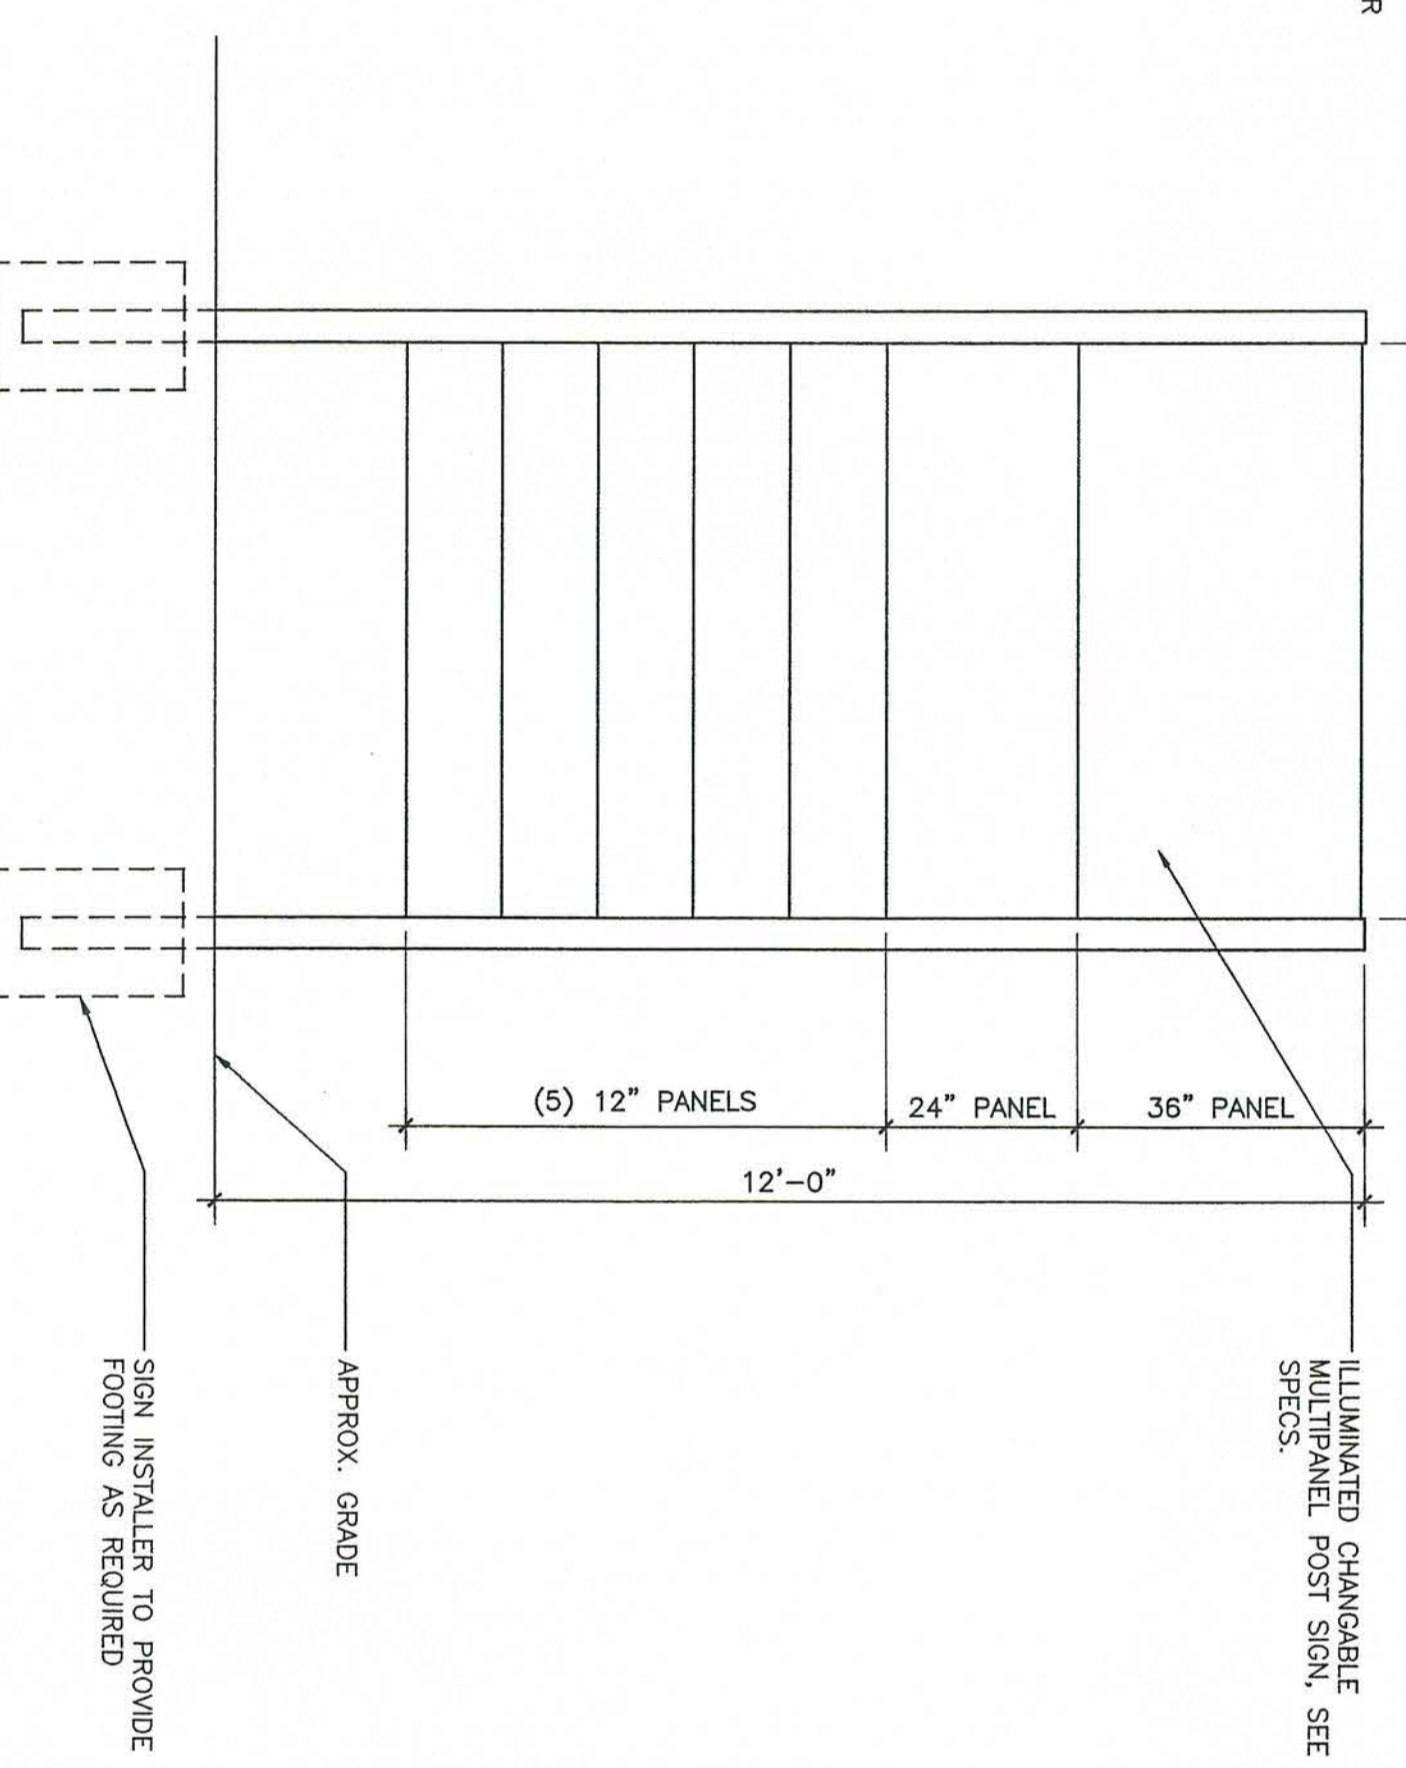 R
ILLUMINATED CHANGABLE
MULTIPANEL POST SIGN, SEE
SPECS.
36" PANEL
24" PANEL
(5) 12" PANELS
12'-0"
APPROX. GRADE
SIGN INSTALLER TO PROVIDE
FOOTING AS REQUIRED